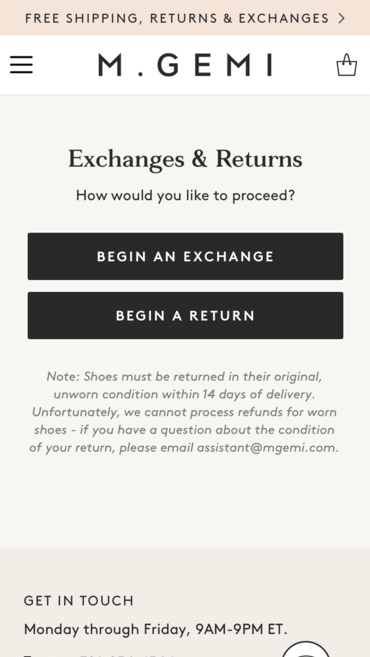 FREE SHIPPING, RETURNS & EXCHANGES
M.GEMI
Exchanges & Returns
How would you like to proceed?
BEGIN AN EXCHANGE
BEGIN A RETURN
Note: Shoes must be returned in their original,
unworn condition within 14 days of delivery.
Unfortunately, we cannot process refunds for worn
shoes - if you have a question about the condition
of your return, please email assistant@mgemi.com.
GET IN TOUCH
Monday through Friday, 9AM-9PM ET.